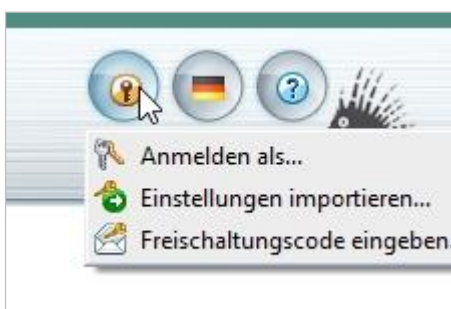 Anmelden als...
Einstellungen importieren...
Freischaltungscode eingeben.